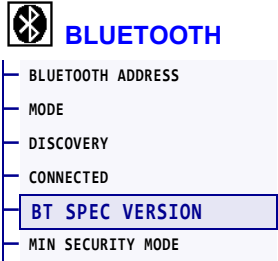 BLUETOOTH
BLUETOOTH ADDRESS
MODE
DISCOVERY
CONNECTED
BT SPEC VERSION
MIN SECURITY MODE